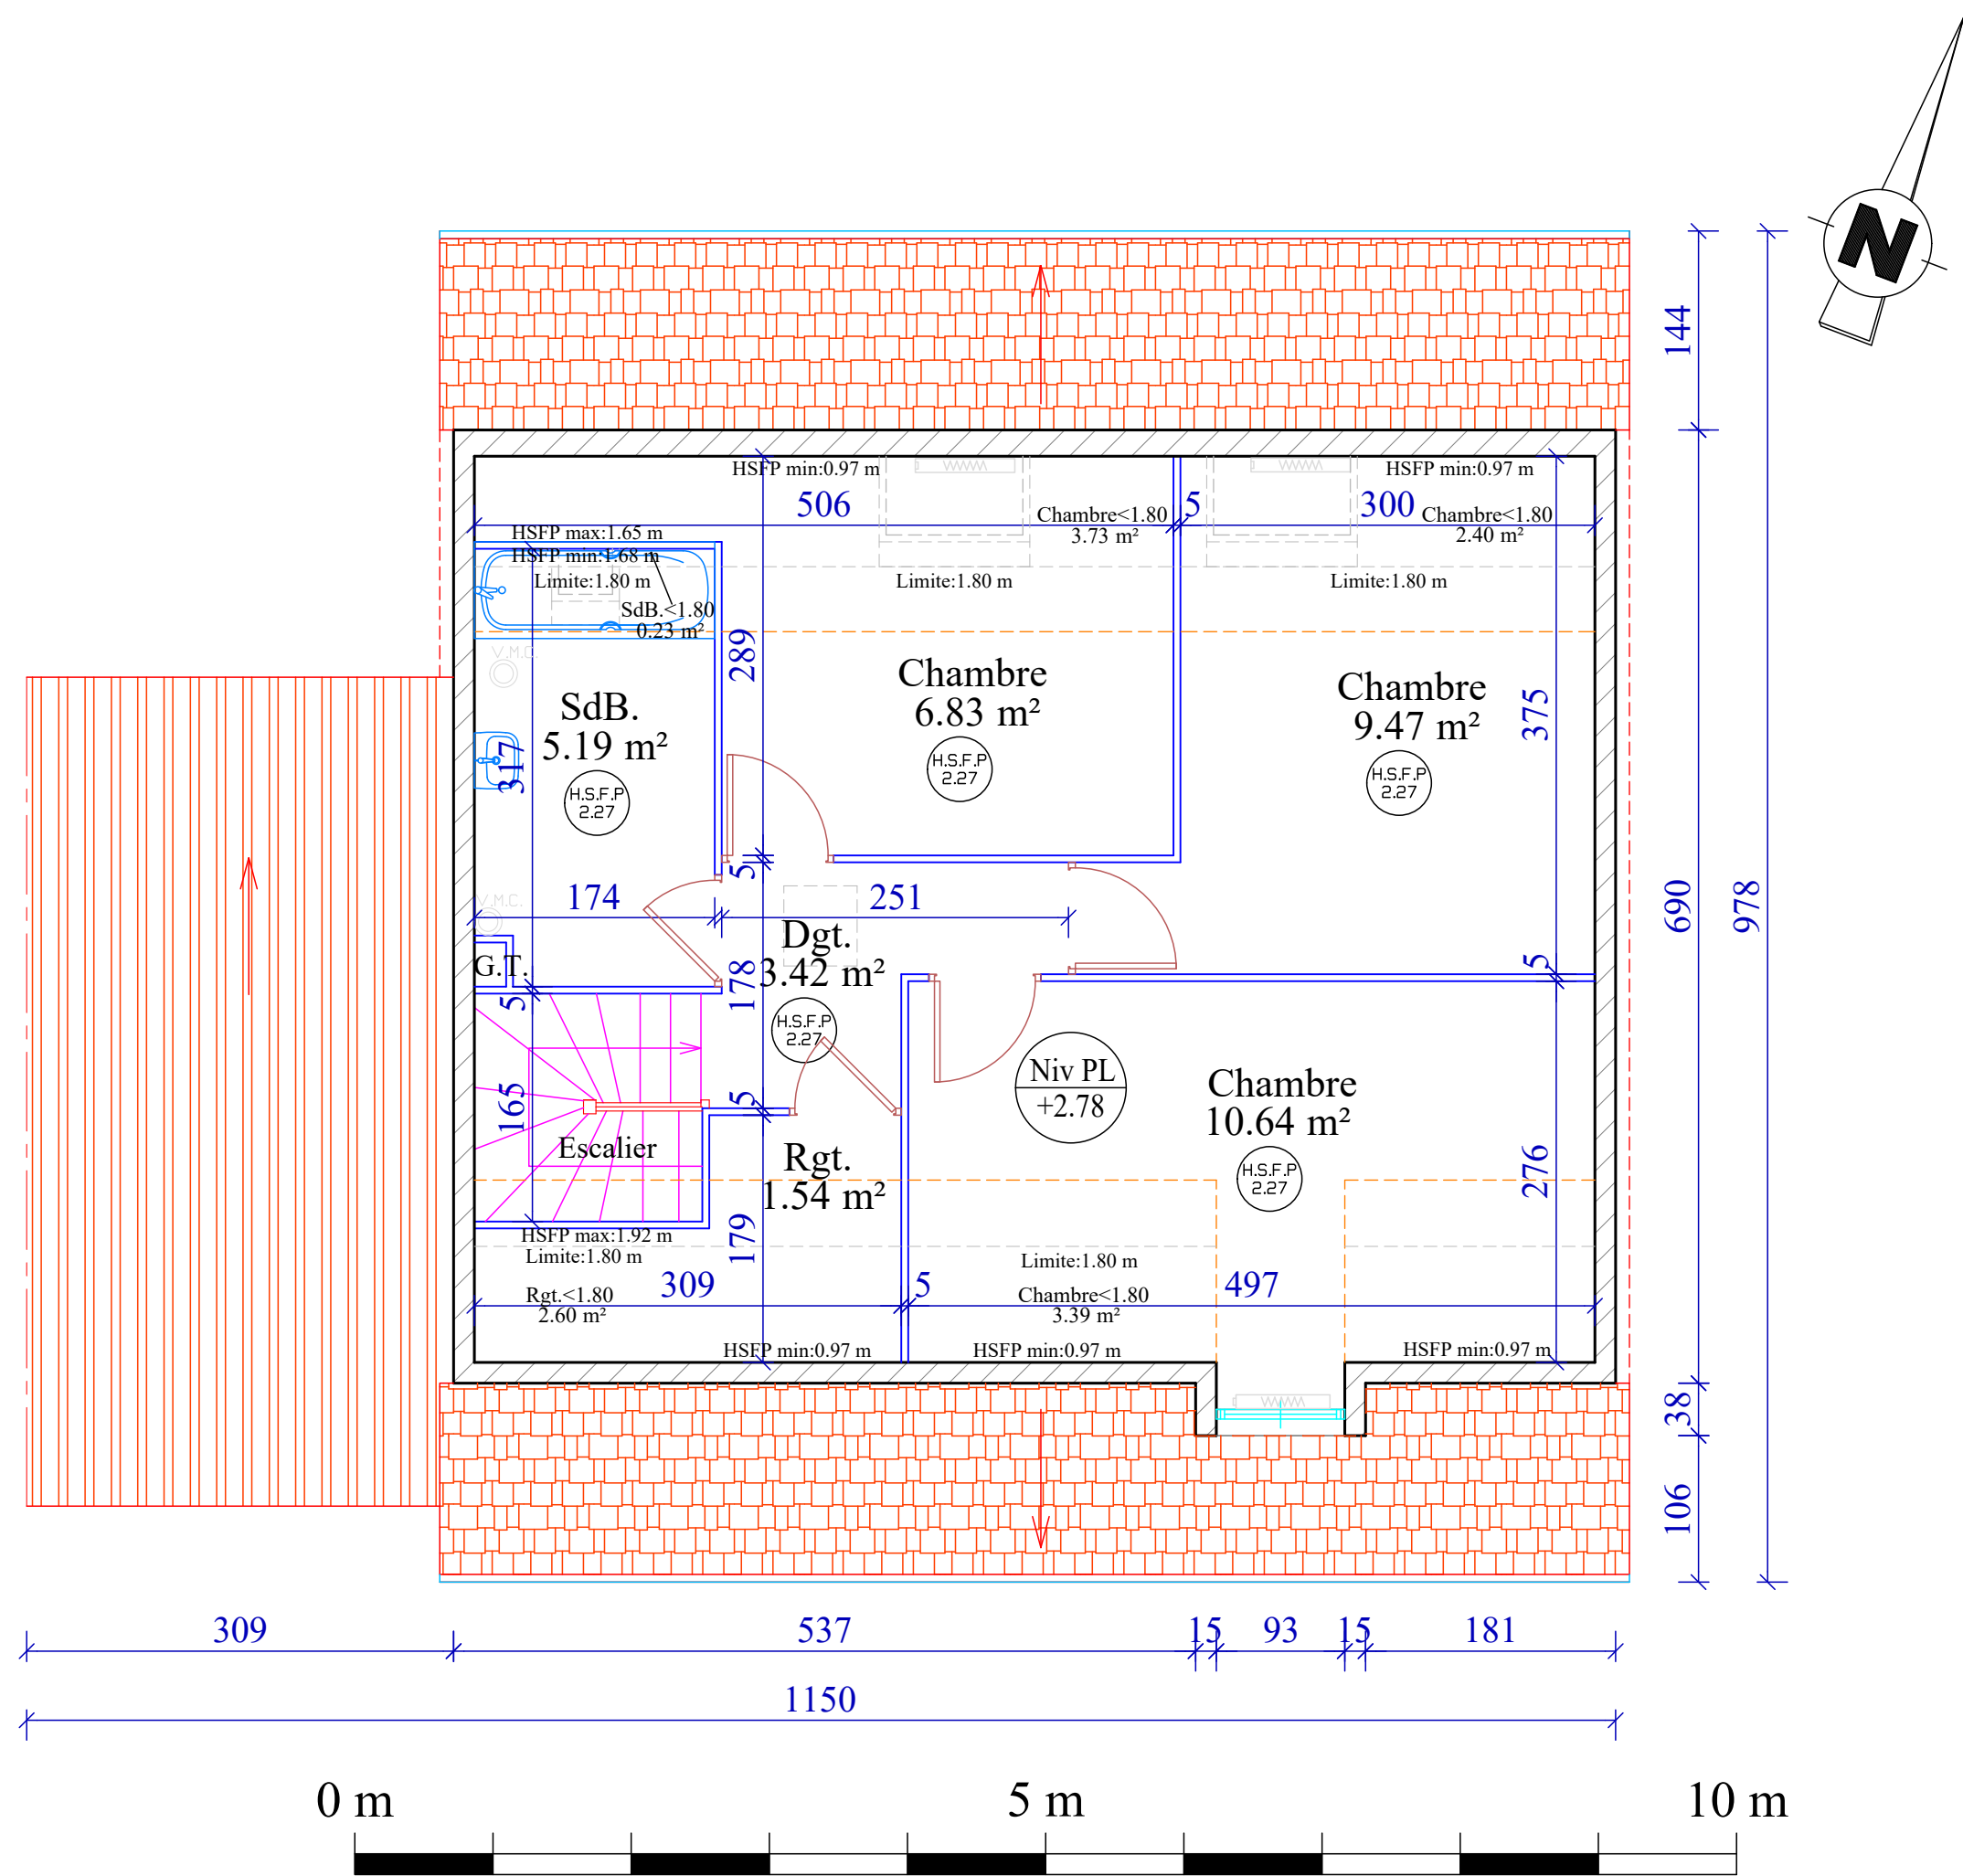 N
144
HSFP min:0.97 m
HSFP min:0.97 m
506
5
300
Chambre<1.80
3.73 m²
Chambre<1.80
2.40 m²
HSFP max:1.65 m
HSFP min:1.68 m
Limite:1.80 m
Limite:1.80 m
Limite:1.80 m
SdB.<1.80
0.23 m²
V.M.C.
289
Chambre
6.83 m²
H.S.F.P
2.27
Chambre
9.47 m²
H.S.F.P
2.27
375
SdB.
5.19 m²
H.S.F.P
2.27
317
5
690
978
174
251
V.M.C.
Dgt.
3.42 m²
H.S.F.P
2.27
G.T.
178
5
5
Niv PL
+2.78
Chambre
10.64 m²
H.S.F.P
2.27
165
5
Escalier
Rgt.
1.54 m²
276
179
HSFP max:1.92 m
Limite:1.80 m
Limite:1.80 m
309
5
497
Rgt.<1.80
2.60 m²
Chambre<1.80
3.39 m²
HSFP min:0.97 m
HSFP min:0.97 m
HSFP min:0.97 m
38
106
309
537
15
93
15
181
1150
0 m
5 m
10 m